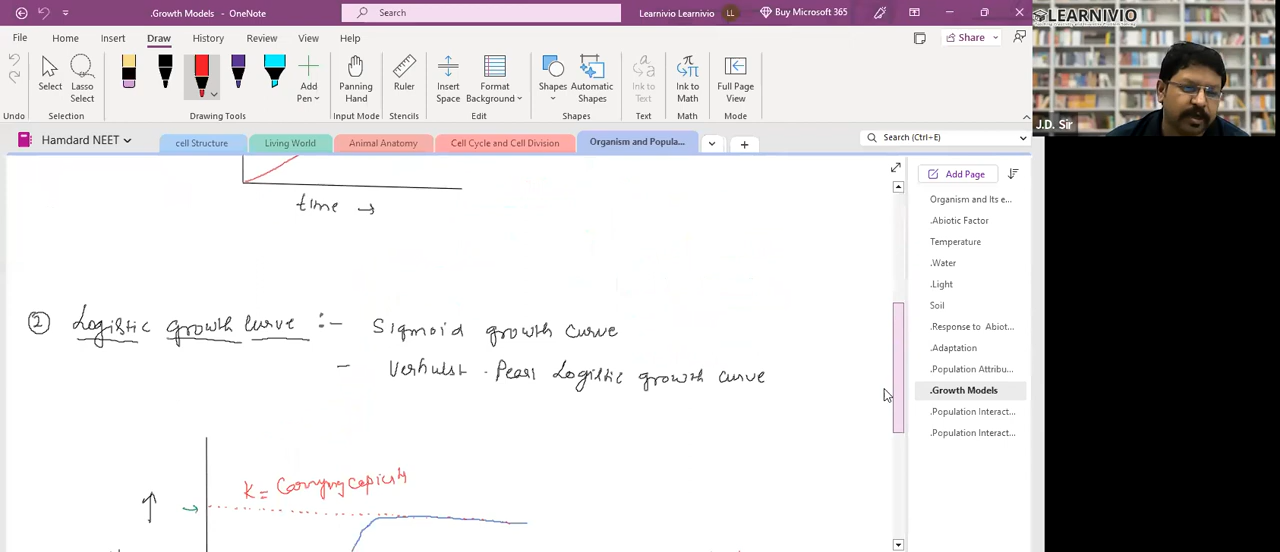 .Growth Models - OneNote
Search
Learnivio Learnivio
LL
Buy Microsoft 365
LEARNIVIO
File
Home
Insert
Draw
History
Review
View
Help
Share
Undo
Select
Lasso Select
Add Pen
Panning Hand
Ruler
Insert Space
Format Background
Shapes
Automatic Shapes
Ink to Text
Ink to Math
Full Page View
Selection
Drawing Tools
Input Mode
Stencils
Edit
Shapes
Text
Math
Mode
J.D. Sir
Hamdard NEET
cell Structure
Living World
Animal Anatomy
Cell Cycle and Cell Division
Organism and Popula...
Search (Ctrl+E)
Add Page
Organism and Its e...
.Abiotic Factor
Temperature
.Water
.Light
Soil
.Response to Abiot...
.Adaptation
.Population Attribu...
.Growth Models
.Population Interact...
.Population Interact...
time →
② Logistic growth Curve :- Sigmoid growth curve
- Verhulst . Pearl Logistic growth curve
K = Carrying Capicity